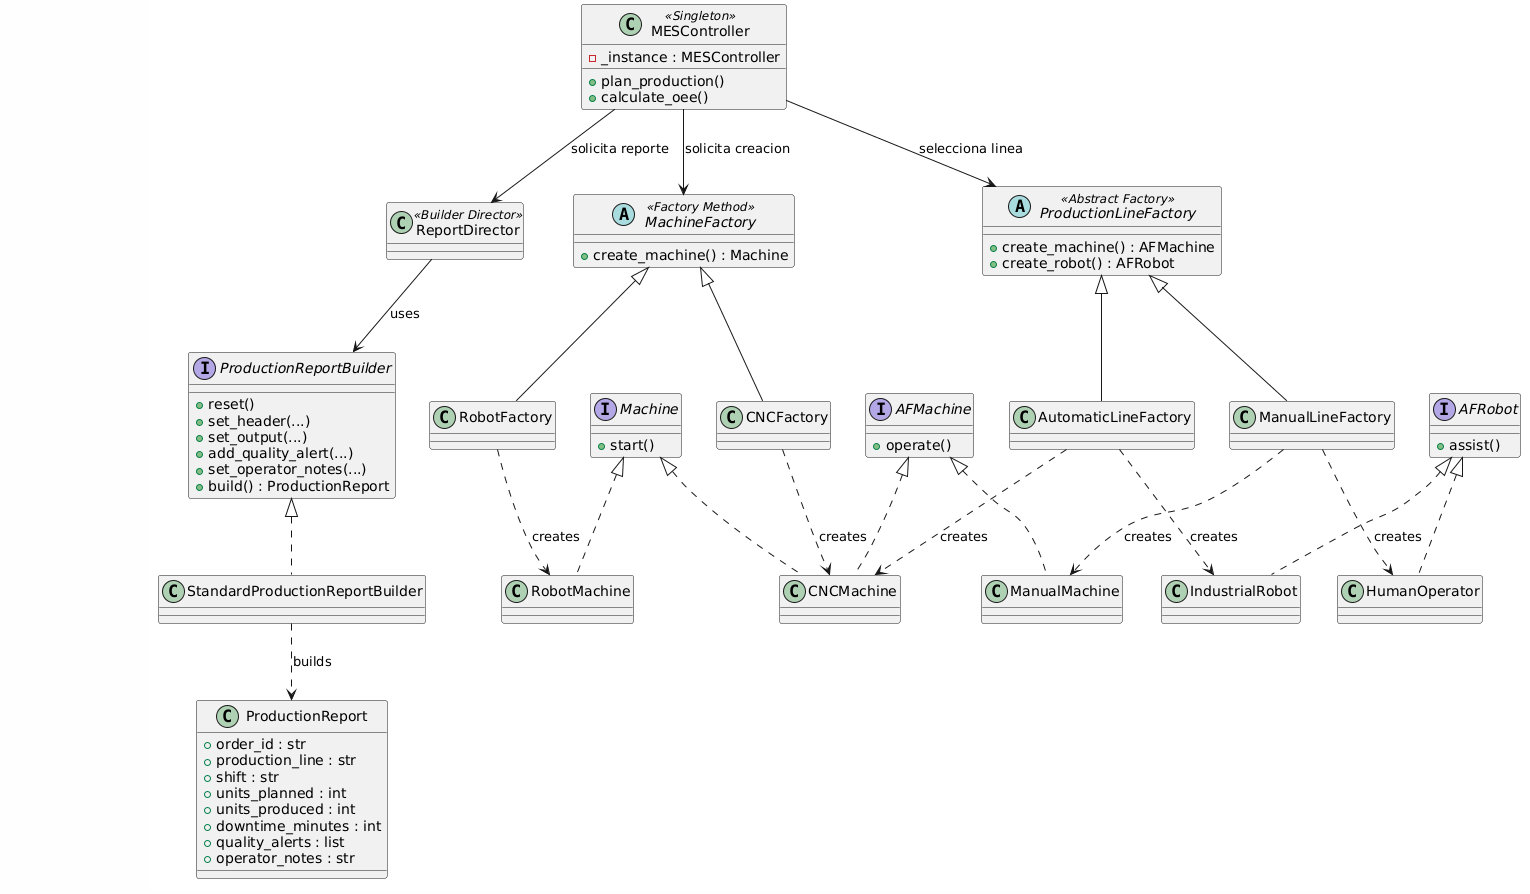 C
«Singleton»
MESController
_instance : MESController
plan_production()
calculate_oee()
solicita reporte
solicita creacion
selecciona linea
C
«Builder Director»
ReportDirector
A
«Factory Method»
MachineFactory
create_machine() : Machine
A
«Abstract Factory»
ProductionLineFactory
create_machine() : AFMachine
create_robot() : AFRobot
uses
I ProductionReportBuilder
reset()
set_header(...)
set_output(...)
add_quality_alert(...)
set_operator_notes(...)
build() : ProductionReport
C RobotFactory
I Machine
start()
C CNCFactory
I AFMachine
operate()
C AutomaticLineFactory
C ManualLineFactory
I AFRobot
assist()
creates
creates
creates
creates
creates
creates
C StandardProductionReportBuilder
C RobotMachine
C CNCMachine
C ManualMachine
C IndustrialRobot
C HumanOperator
builds
C ProductionReport
order_id : str
production_line : str
shift : str
units_planned : int
units_produced : int
downtime_minutes : int
quality_alerts : list
operator_notes : str